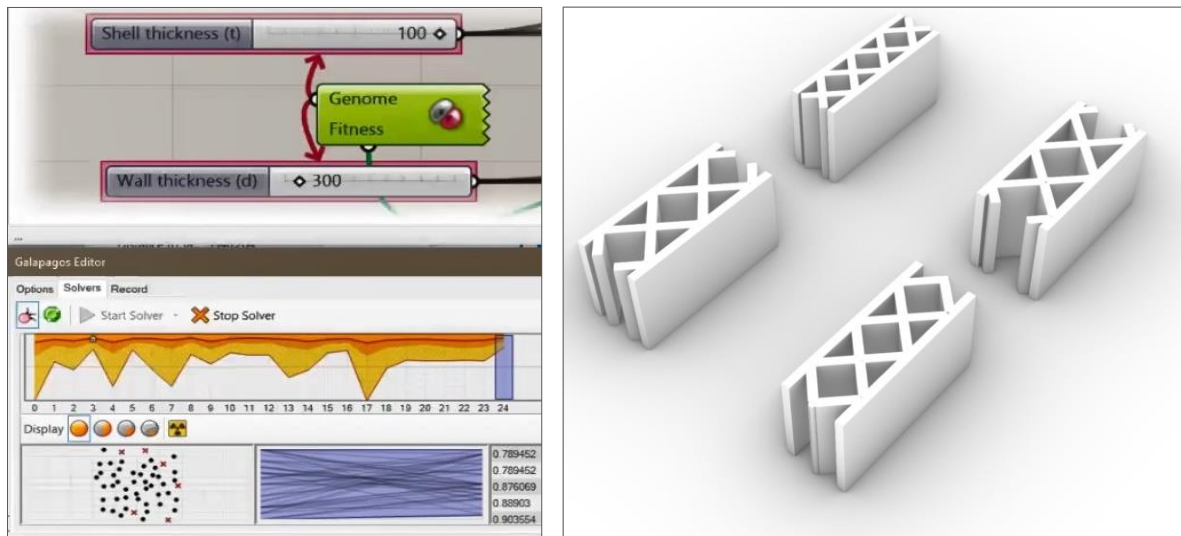 Shell thickness (t) 100
Genome
Fitness
Wall thickness (d) 300
...
Galapagos Editor
Options Solvers Record
Start Solver Stop Solver
0 1 2 3 4 5 6 7 8 9 10 11 12 13 14 15 16 17 18 19 20 21 22 23 24
Display
0.789452
0.789452
0.876069
0.88903
0.903554